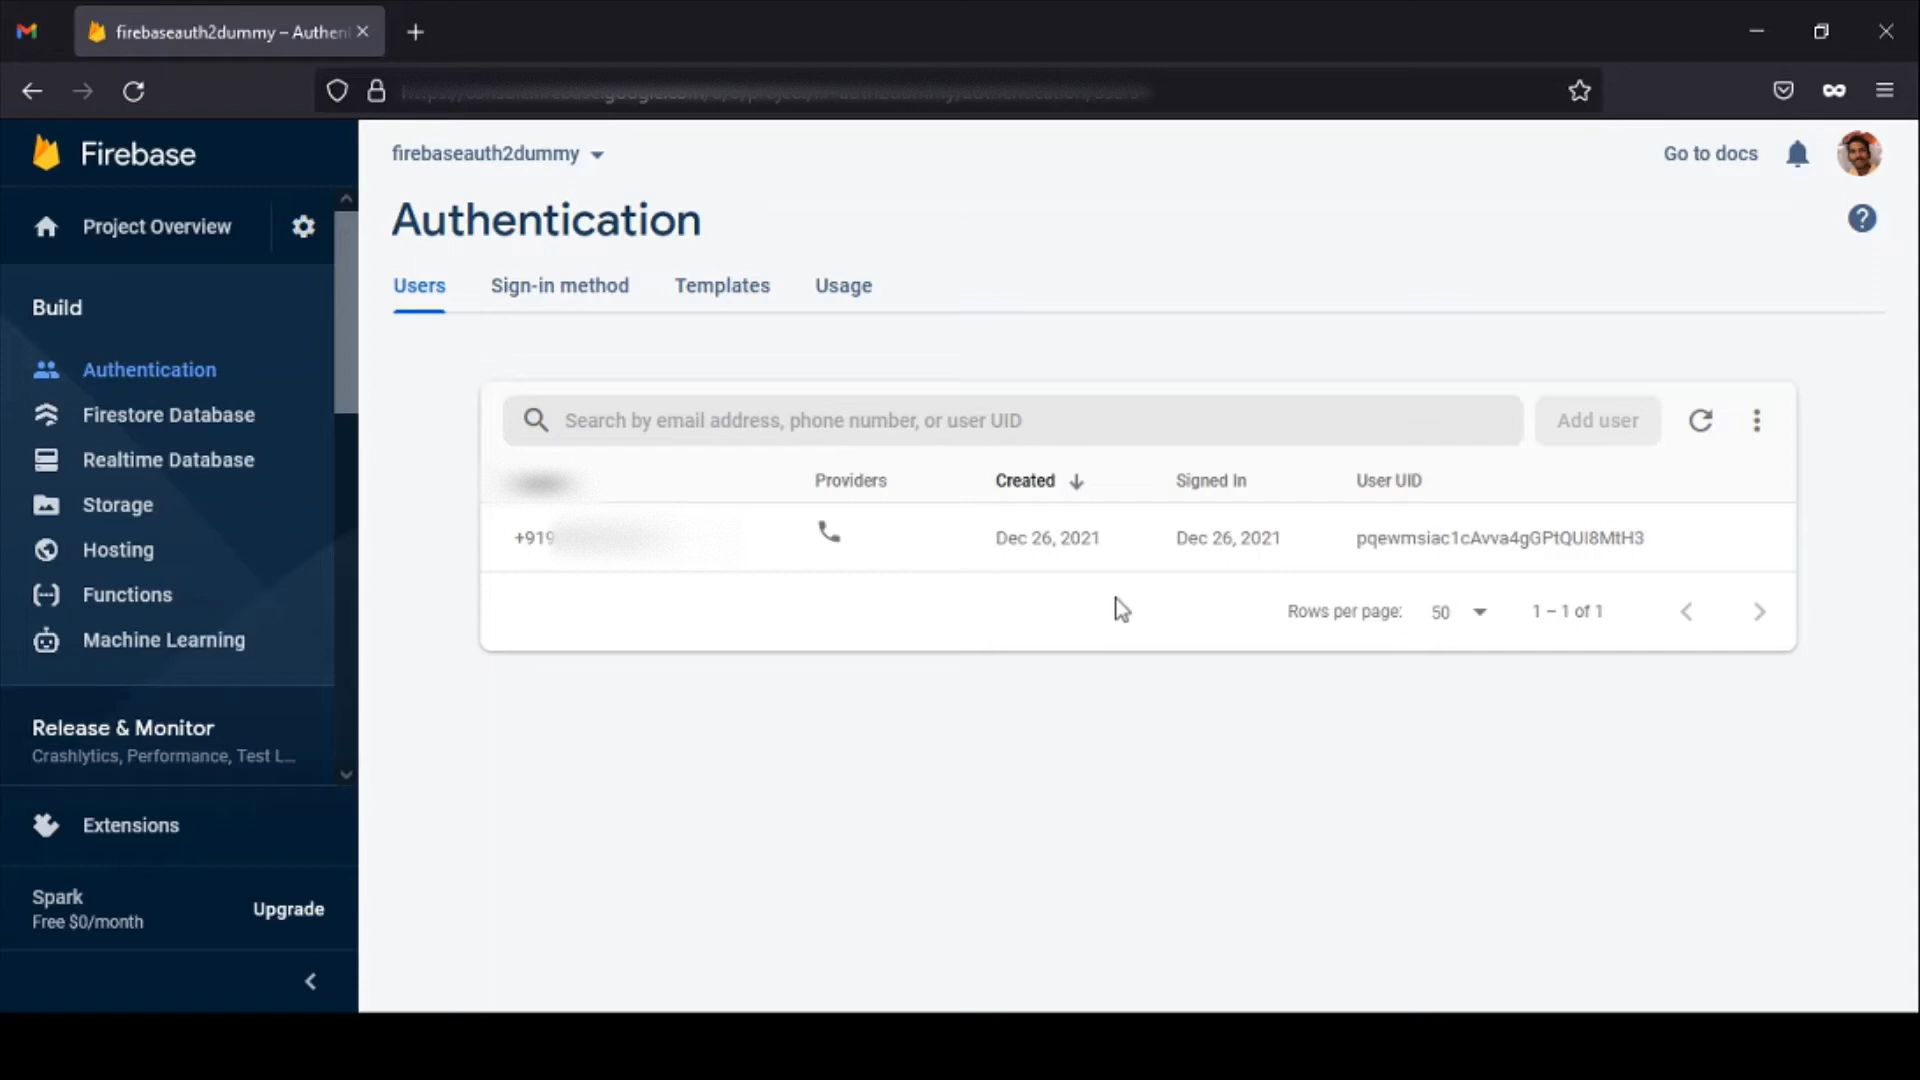 firebaseauth2dummy – Authen
Firebase
firebaseauth2dummy
Go to docs
Project Overview
Authentication
Users
Sign-in method
Templates
Usage
Build
Authentication
Firestore Database
Realtime Database
Storage
Hosting
Functions
Machine Learning
Release & Monitor
Crashlytics, Performance, Test L...
Extensions
Spark
Free $0/month
Upgrade
Search by email address, phone number, or user UID
Add user
Providers
Created
Signed In
User UID
+919
Dec 26, 2021
Dec 26, 2021
pqewmsiac1cAvva4gGPtQUI8MtH3
Rows per page:
50
1 – 1 of 1